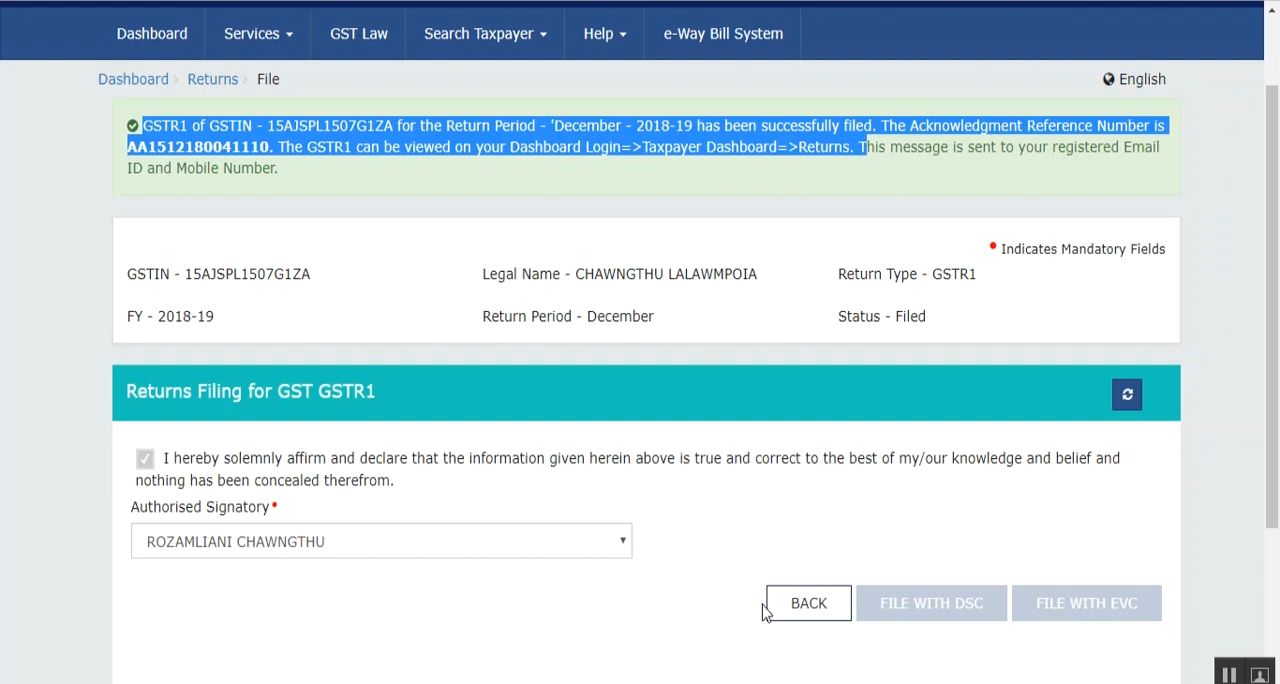 Dashboard Services GST Law Search Taxpayer Help e-Way Bill System
Dashboard Returns File English
GSTR1 of GSTIN - 15AJSPL1507G1ZA for the Return Period - 'December - 2018-19 has been successfully filed. The Acknowledgment Reference Number is
AA1512180041110. The GSTR1 can be viewed on your Dashboard Login=>Taxpayer Dashboard=>Returns. This message is sent to your registered Email
ID and Mobile Number.
• Indicates Mandatory Fields
GSTIN - 15AJSPL1507G1ZA Legal Name - CHAWNGTHU LALAWMPOIA Return Type - GSTR1
FY - 2018-19 Return Period - December Status - Filed
Returns Filing for GST GSTR1
I hereby solemnly affirm and declare that the information given herein above is true and correct to the best of my/our knowledge and belief and
nothing has been concealed therefrom.
Authorised Signatory •
ROZAMLIANI CHAWNGTHU
BACK FILE WITH DSC FILE WITH EVC